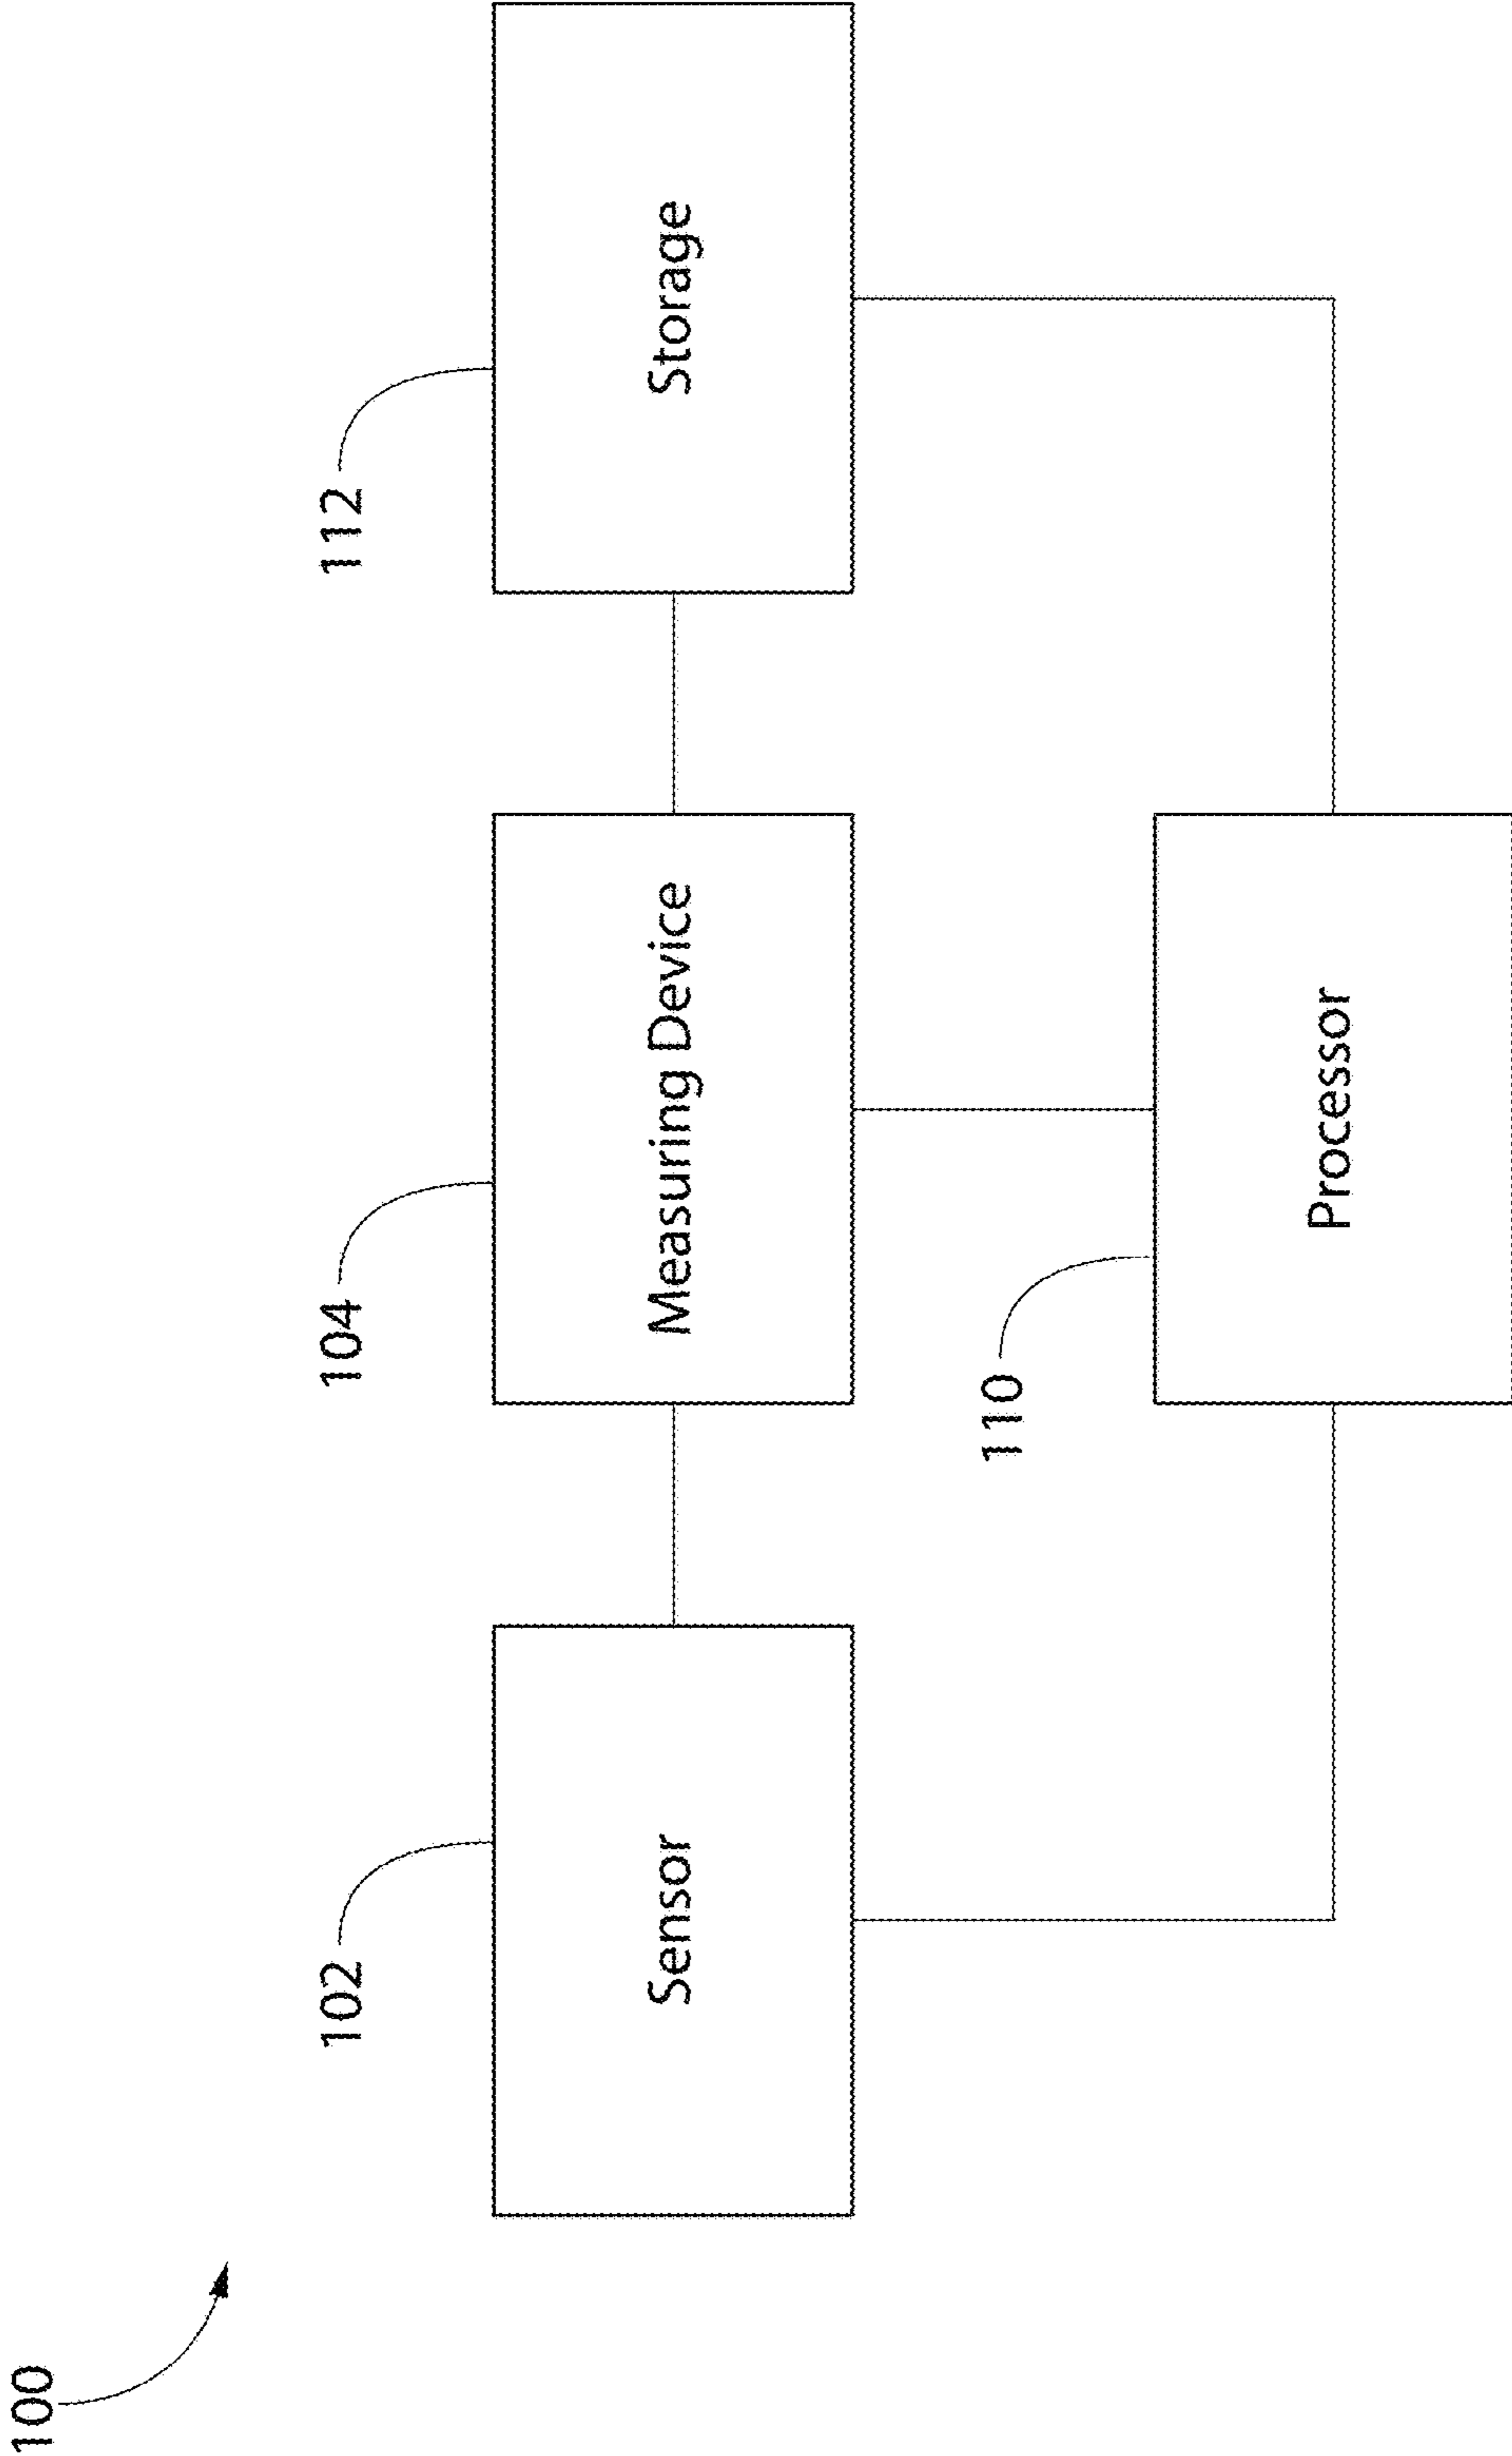 100
102
104
112
Sensor
Measuring Device
Storage
110
Processor